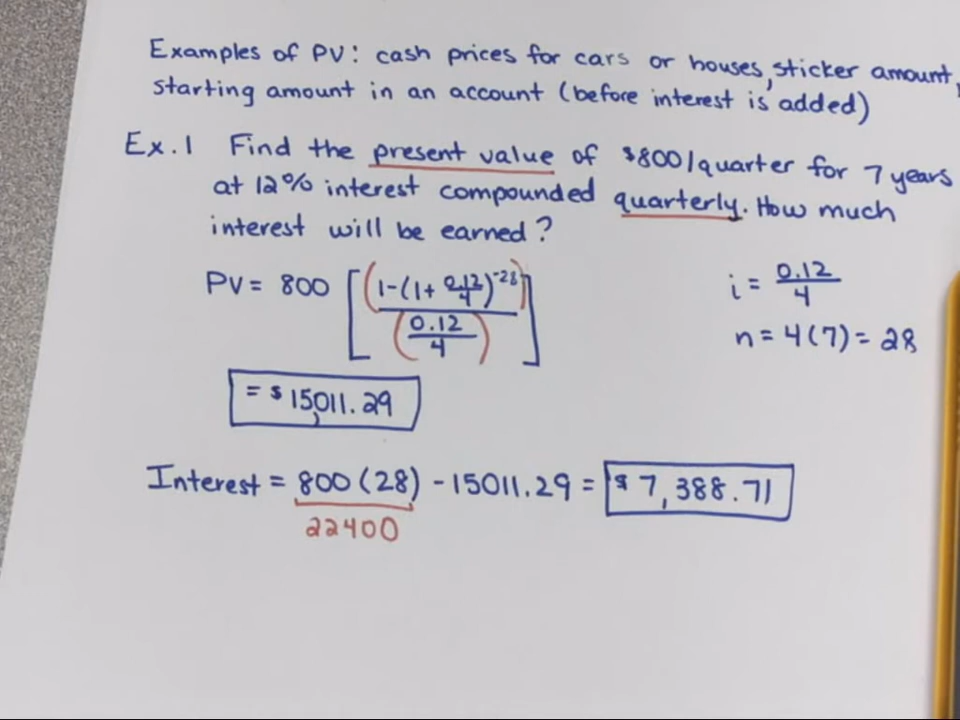 Examples of PV: cash prices for cars or houses, sticker amount,
starting amount in an account (before interest is added)
Ex. 1 Find the present value of $800/quarter for 7 years
at 12% interest compounded quarterly. How much
interest will be earned?
PV = 800 [ (1-(1+ 0.12/4)^-28) / (0.12/4) ]
i = 0.12/4
n = 4(7) = 28
= $15,011.29
Interest = 800(28) - 15011.29 = $7,388.71
22400